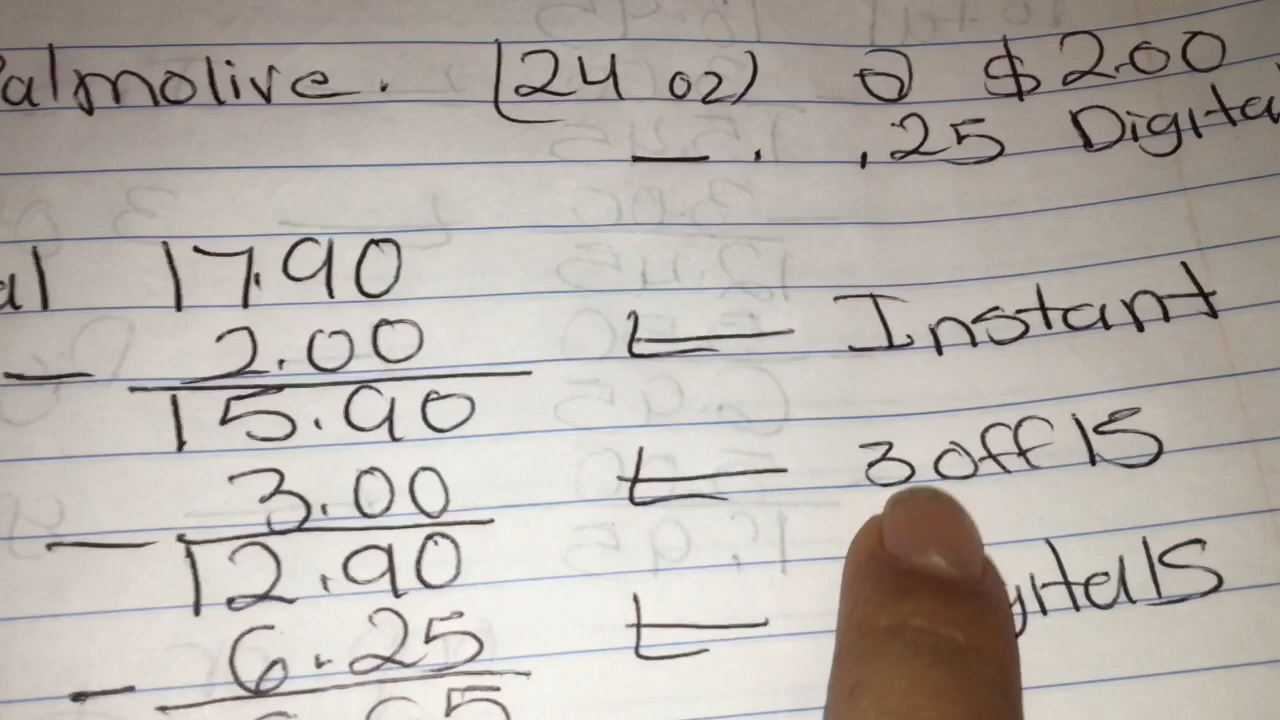 almolive. (24 oz) @ $2.00
- . .25 Digita
al 17.90
- 2.00 ← Instant
15.90
- 3.00 ← 3 off 15
12.90
- 6.25 ← gitals